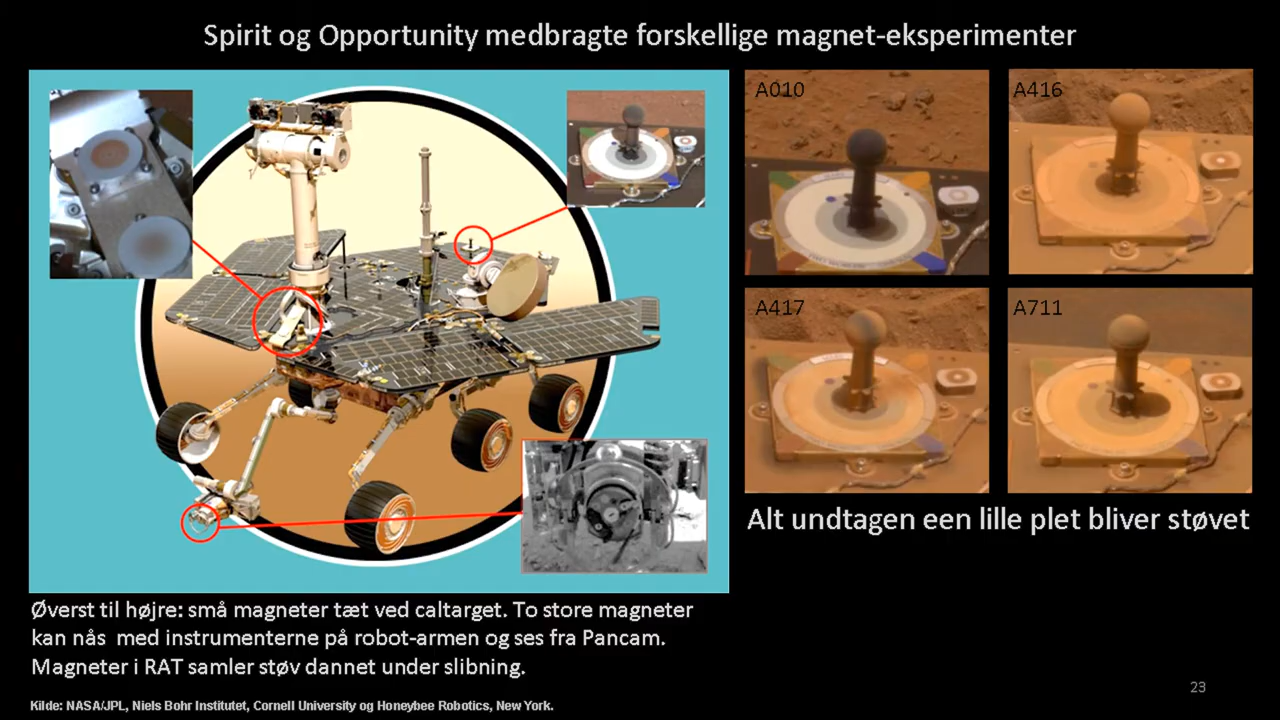 Spirit og Opportunity medbragte forskellige magnet-eksperimenter
A010
A416
A417
A711
Alt undtagen een lille plet bliver støvet
Øverst til højre: små magneter tæt ved caltarget. To store magneter
kan nås med instrumenterne på robot-armen og ses fra Pancam.
Magneter i RAT samler støv dannet under slibning.
23
Kilde: NASA/JPL, Niels Bohr Institutet, Cornell University og Honeybee Robotics, New York.